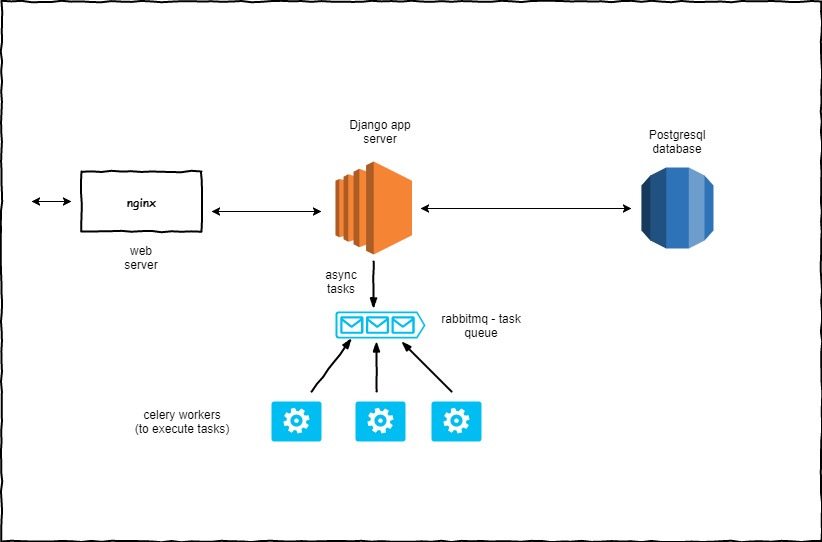 Django app
server
Postgresql
database
nginx
web
server
async
tasks
rabbitmq - task
queue
celery workers
(to execute tasks)